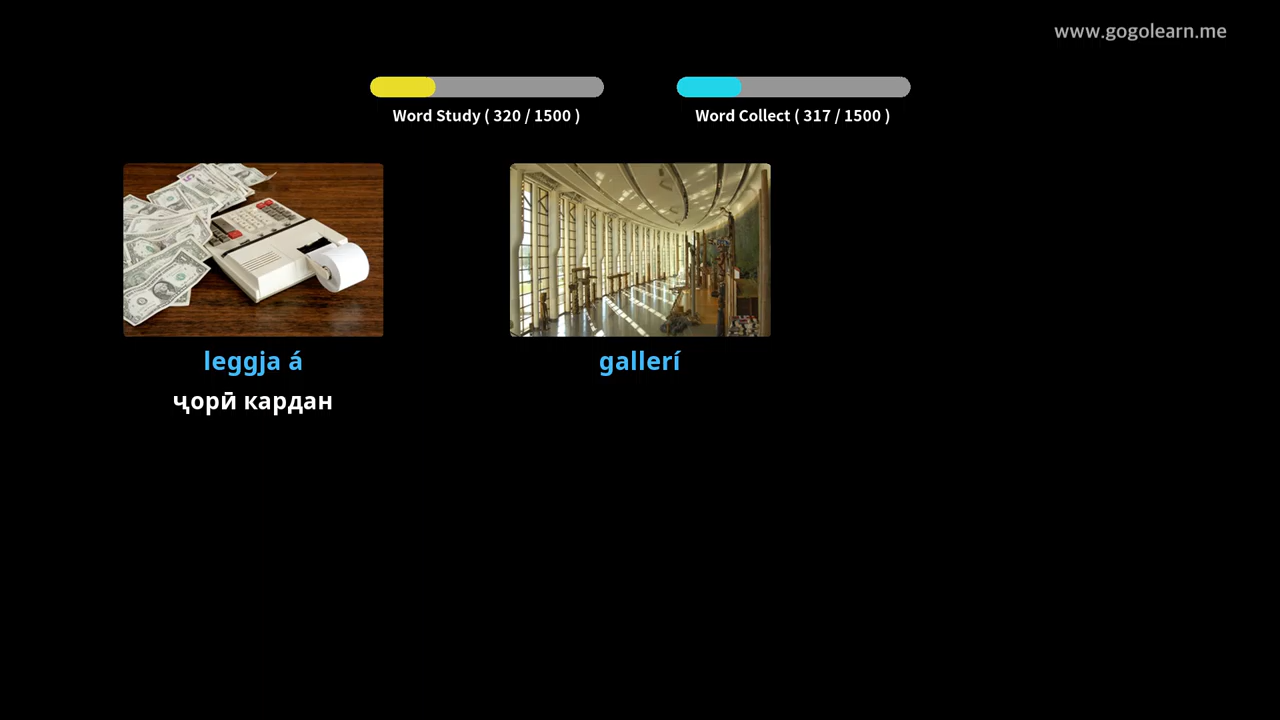 www.gogolearn.me
Word Study ( 320 / 1500 )
Word Collect ( 317 / 1500 )
leggja á
ҷорӣ кардан
gallerí